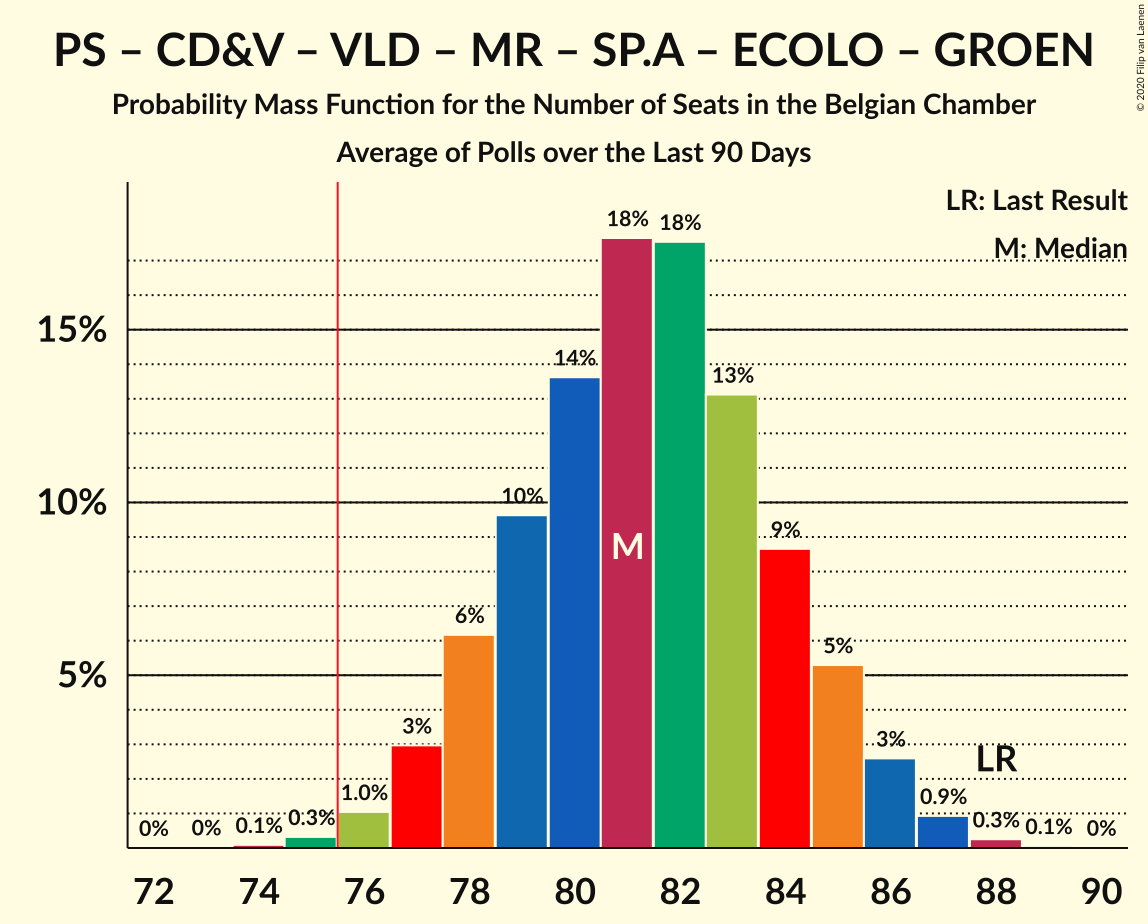 PS – CD&V – VLD – MR – SP.A – ECOLO – GROEN
Probability Mass Function for the Number of Seats in the Belgian Chamber
Average of Polls over the Last 90 Days
© 2020 Filip van Laenen
LR: Last Result
M: Median
15%
10%
5%
0%
0%
0.1%
0.3%
1.0%
3%
6%
10%
14%
18%
18%
13%
9%
5%
3%
0.9%
0.3%
0.1%
0%
M
LR
72 74 76 78 80 82 84 86 88 90